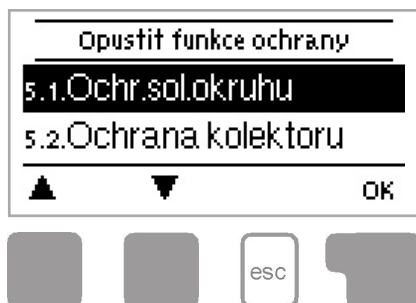 Opustit funkce ochrany
5.1.Ochr.sol.okruhu
5.2.Ochrana kolektoru
▲ ▼ OK
esc